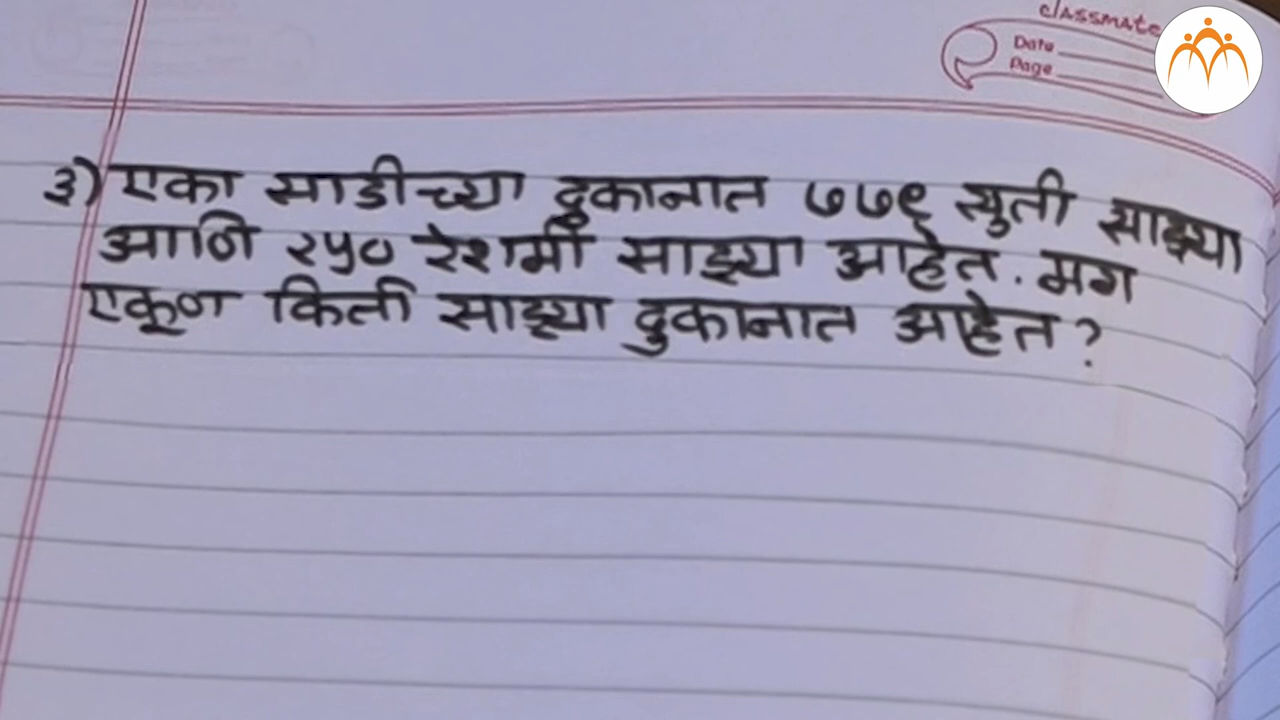 classmate
Date
Page
३) एका साडीच्या दुकानात ७७९ सुती साड्या
आणि २५० रेशमी साड्या आहेत. मग
एकूण किती साड्या दुकानात आहेत?